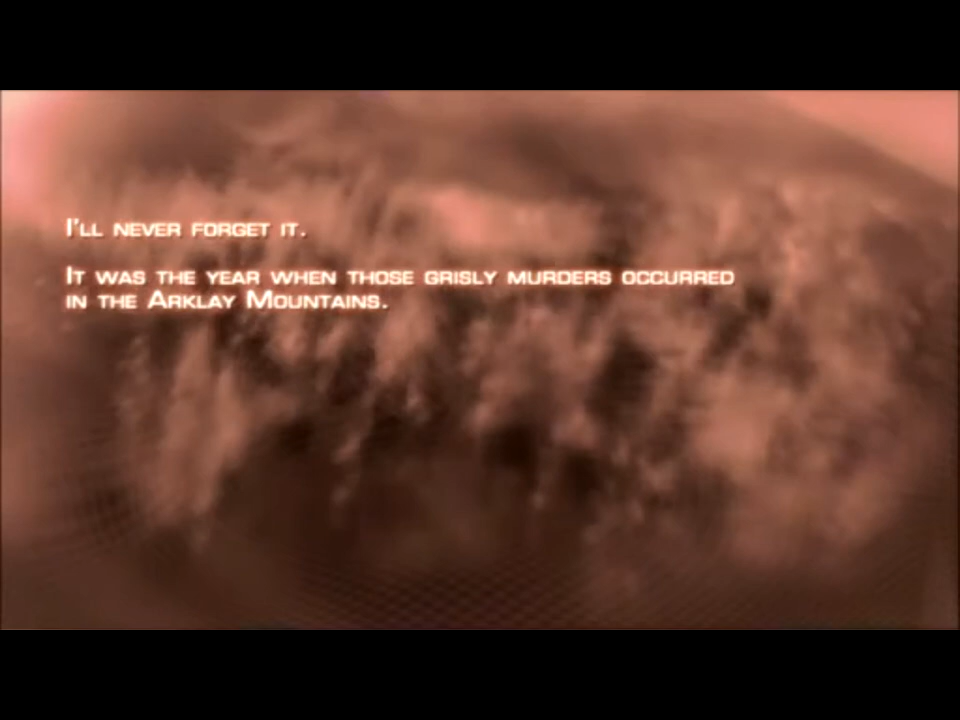 I'll never forget it.
It was the year when those grisly murders occurred
in the Arklay Mountains.